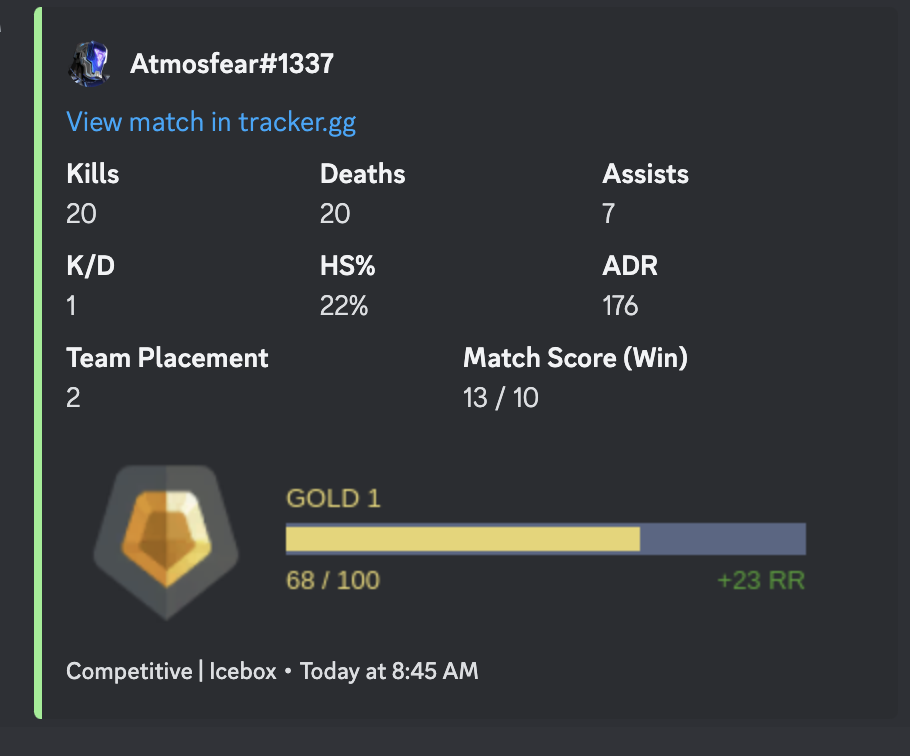 Atmosfear#1337
View match in tracker.gg
Kills Deaths Assists
20 20 7
K/D HS% ADR
1 22% 176
Team Placement Match Score (Win)
2 13 / 10
GOLD 1
68 / 100 +23 RR
Competitive | Icebox • Today at 8:45 AM